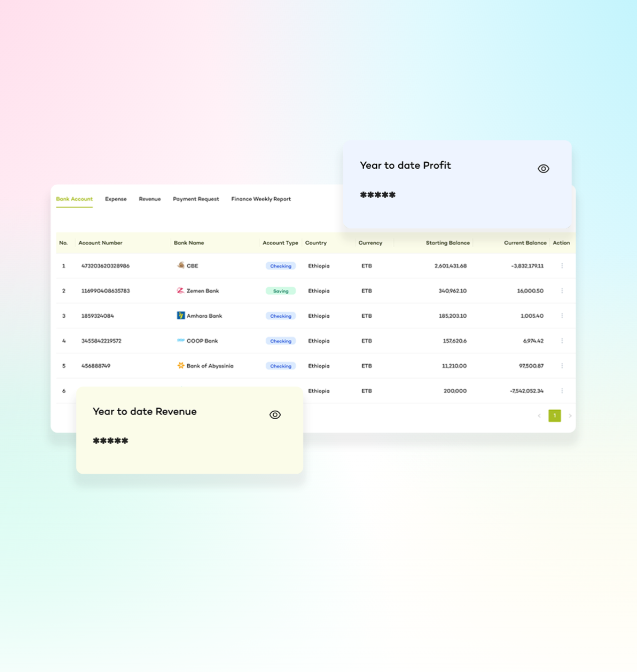 Year to date Profit
*****
Bank Account Expense Revenue Payment Request Finance Weekly Report
No. Account Number Bank Name Account Type Country Currency Starting Balance Current Balance Action
1 4732036203289B6 CBE Checking Ethiopia ETB 2,601,431.68 -3,832,179.11
2 116990408635783 Zemen Bank Saving Ethiopia ETB 340,962.10 16,000.50
3 1859324084 Amhara Bank Checking Ethiopia ETB 185,203.10 1,005.40
4 3455842219572 COOP Bank Checking Ethiopia ETB 157,620.6 6,974.42
5 456888749 Bank of Abyssinia Checking Ethiopia ETB 11,210.00 97,500.87
6 Ethiopia ETB 200,000 -7,542,052.34
Year to date Revenue
*****
< 1 >